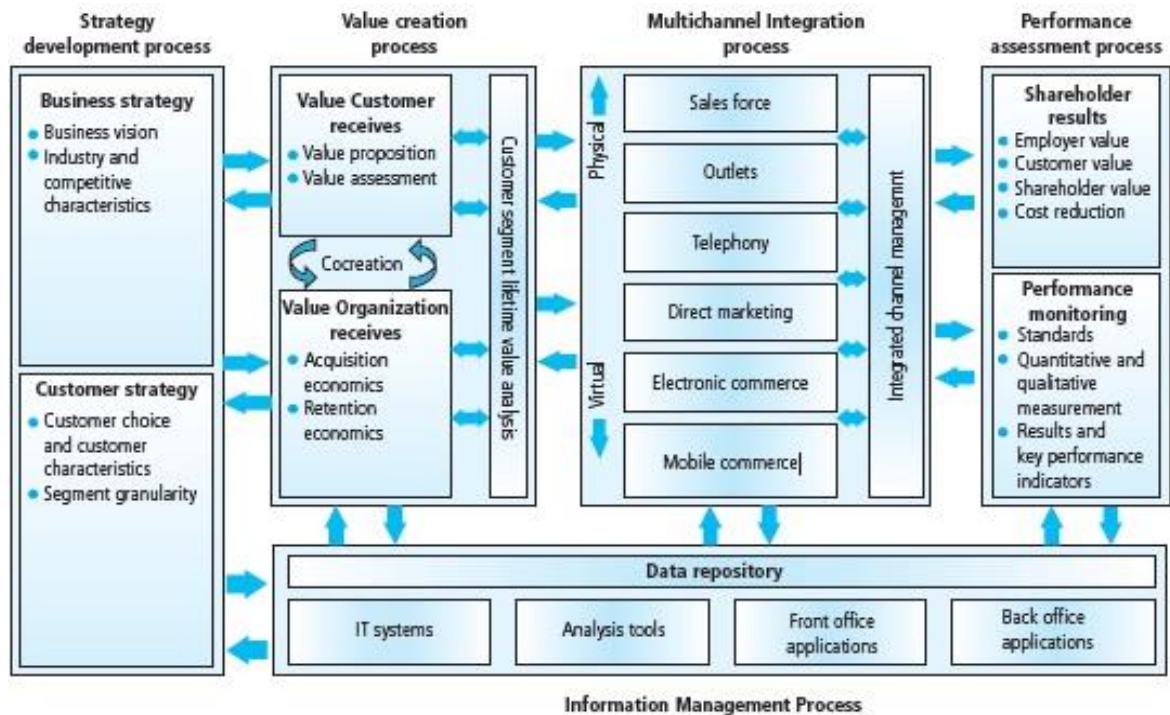 Strategy
development process
Value creation
process
Multichannel Integration
process
Performance
assessment process
Business strategy
Business vision
Industry and
competitive
characteristics
Customer strategy
Customer choice
and customer
characteristics
Segment granularity
Value Customer
receives
Value proposition
Value assessment
Cocreation
Value Organization
receives
Acquisition
economics
Retention
economics
Customer segment lifetime value analysis
Physical
Virtual
Sales force
Outlets
Telephony
Direct marketing
Electronic commerce
Mobile commerce
Integrated channel managemnt
Shareholder
results
Employer value
Customer value
Shareholder value
Cost reduction
Performance
monitoring
Standards
Quantitative and
qualitative
measurement
Results and
key performance
indicators
Data repository
IT systems
Analysis tools
Front office
applications
Back office
applications
Information Management Process